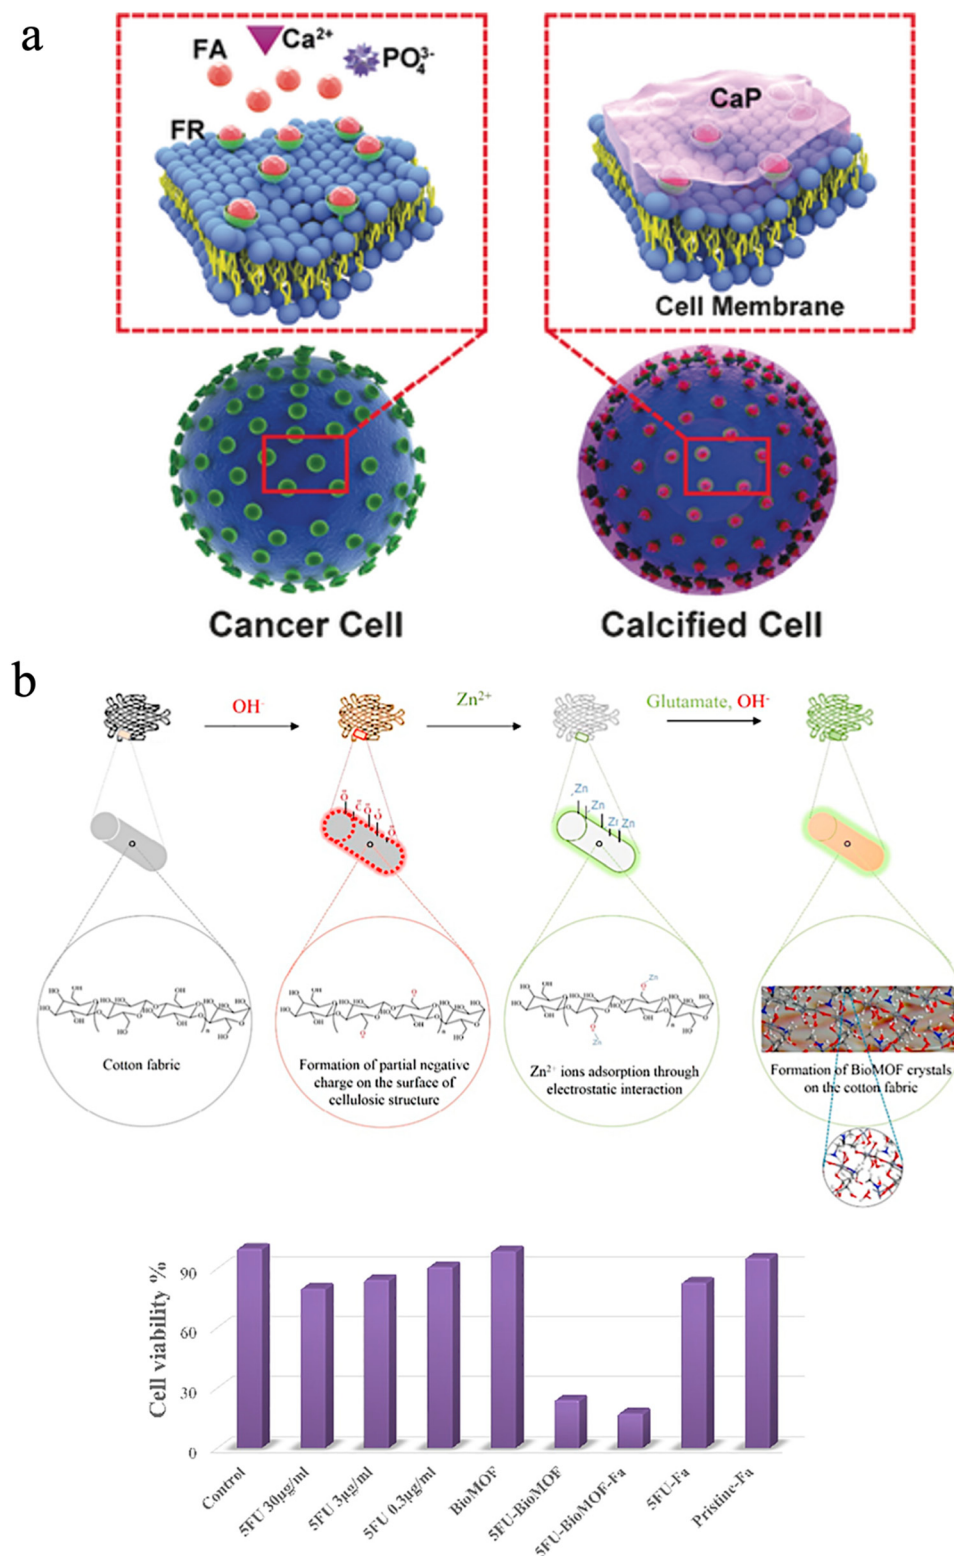 a
FA
Ca²⁺
PO₄³⁻
FR
CaP
Cell Membrane
Cancer Cell
Calcified Cell
b
OH⁻
Zn²⁺
Glutamate, OH⁻
Zn
Zn
Zn
Cotton fabric
Formation of partial negative
charge on the surface of
cellulosic structure
Zn²⁺ ions adsorption through
electrostatic interaction
Formation of BioMOF crystals
on the cotton fabric
Cell viability %
90
60
30
0
Control
5FU 30µg/ml
5FU 3µg/ml
5FU 0.3µg/ml
BioMOF
5FU-BioMOF
5FU-BioMOF-Fa
5FU-Fa
Pristine-Fa